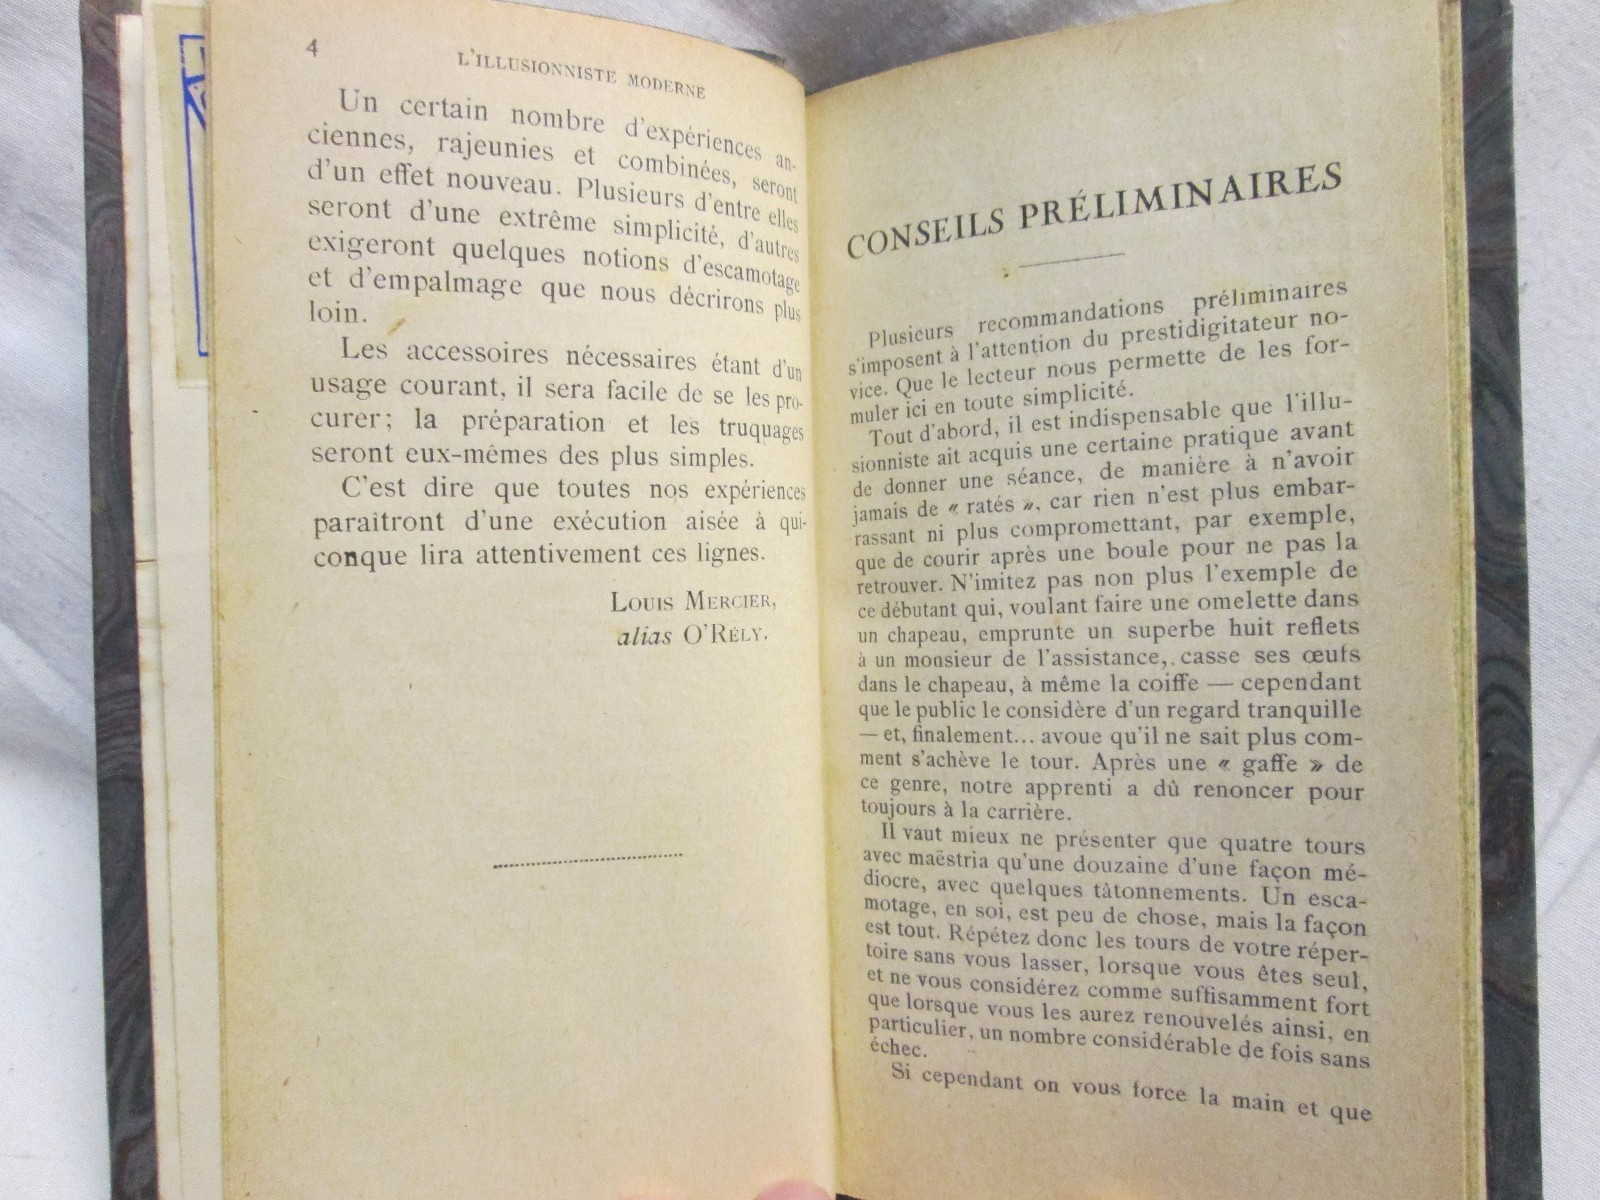 4
L'ILLUSIONNISTE MODERNE
Un certain nombre d'expériences an-
ciennes, rajeunies et combinées, seront
d'un effet nouveau. Plusieurs d'entre elles
seront d'une extrême simplicité, d'autres
exigeront quelques notions d'escamotage
et d'empalmage que nous décrirons plus
loin.
Les accessoires nécessaires étant d'un
usage courant, il sera facile de se les pro-
curer; la préparation et les truquages
seront eux-mêmes des plus simples.
C'est dire que toutes nos expériences
paraîtront d'une exécution aisée à qui-
conque lira attentivement ces lignes.
LOUIS MERCIER,
alias O'RÉLY.
CONSEILS PRÉLIMINAIRES
Plusieurs recommandations préliminaires
s'imposent à l'attention du prestidigitateur no-
vice. Que le lecteur nous permette de les for-
muler ici en toute simplicité.
Tout d'abord, il est indispensable que l'illu-
sionniste ait acquis une certaine pratique avant
de donner une séance, de manière à n'avoir
jamais de « ratés », car rien n'est plus embar-
rassant ni plus compromettant, par exemple,
que de courir après une boule pour ne pas la
retrouver. N'imitez pas non plus l'exemple de
ce débutant qui, voulant faire une omelette dans
un chapeau, emprunte un superbe huit reflets
à un monsieur de l'assistance, casse ses œufs
dans le chapeau, à même la coiffe — cependant
que le public le considère d'un regard tranquille
— et, finalement... avoue qu'il ne sait plus com-
ment s'achève le tour. Après une « gaffe » de
ce genre, notre apprenti a dû renoncer pour
toujours à la carrière.
Il vaut mieux ne présenter que quatre tours
avec maëstria qu'une douzaine d'une façon mé-
diocre, avec quelques tâtonnements. Un esca-
motage, en soi, est peu de chose, mais la façon
est tout. Répétez donc les tours de votre réper-
toire sans vous lasser, lorsque vous êtes seul,
et ne vous considérez comme suffisamment fort
que lorsque vous les aurez renouvelés ainsi, en
particulier, un nombre considérable de fois sans
échec.
Si cependant on vous force la main et que